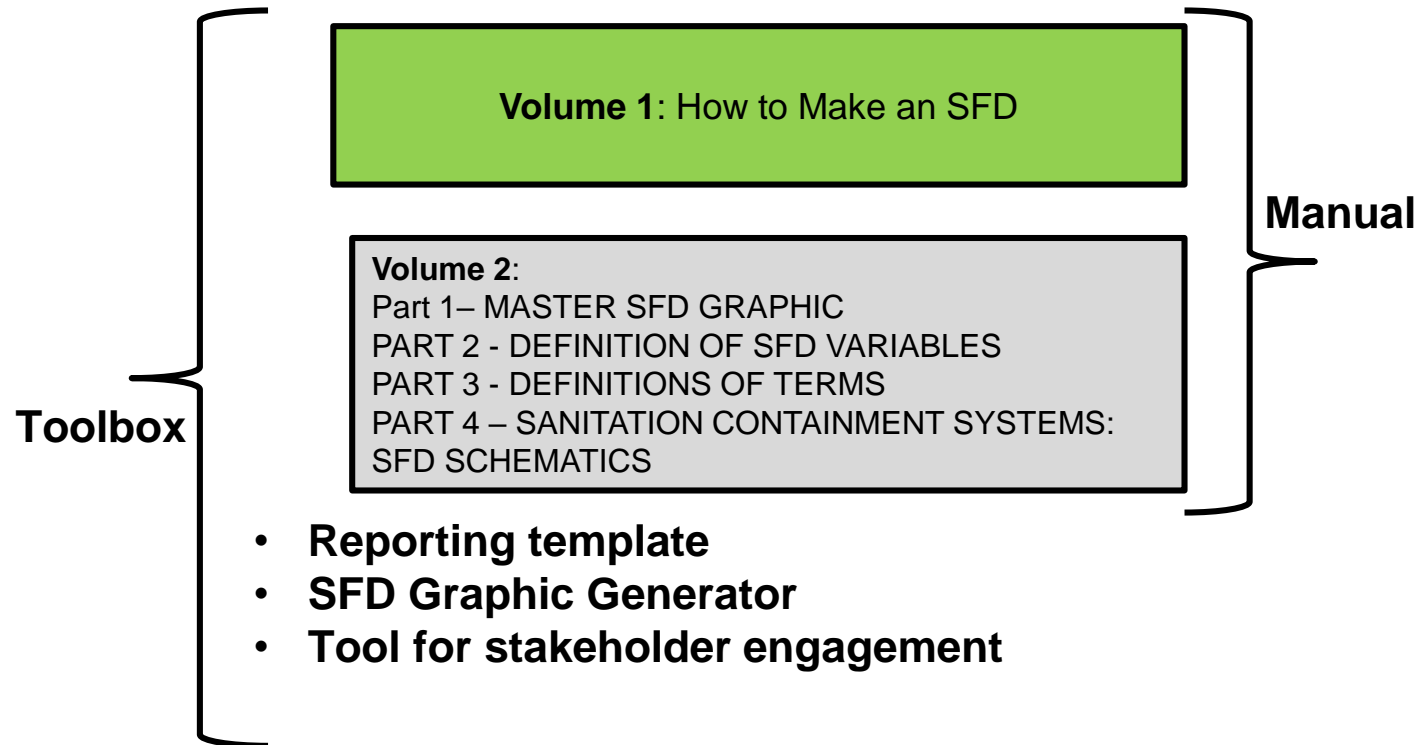 Volume 1: How to Make an SFD
Manual
Volume 2:
Part 1– MASTER SFD GRAPHIC
PART 2 - DEFINITION OF SFD VARIABLES
PART 3 - DEFINITIONS OF TERMS
PART 4 – SANITATION CONTAINMENT SYSTEMS:
SFD SCHEMATICS
Toolbox
• Reporting template
• SFD Graphic Generator
• Tool for stakeholder engagement